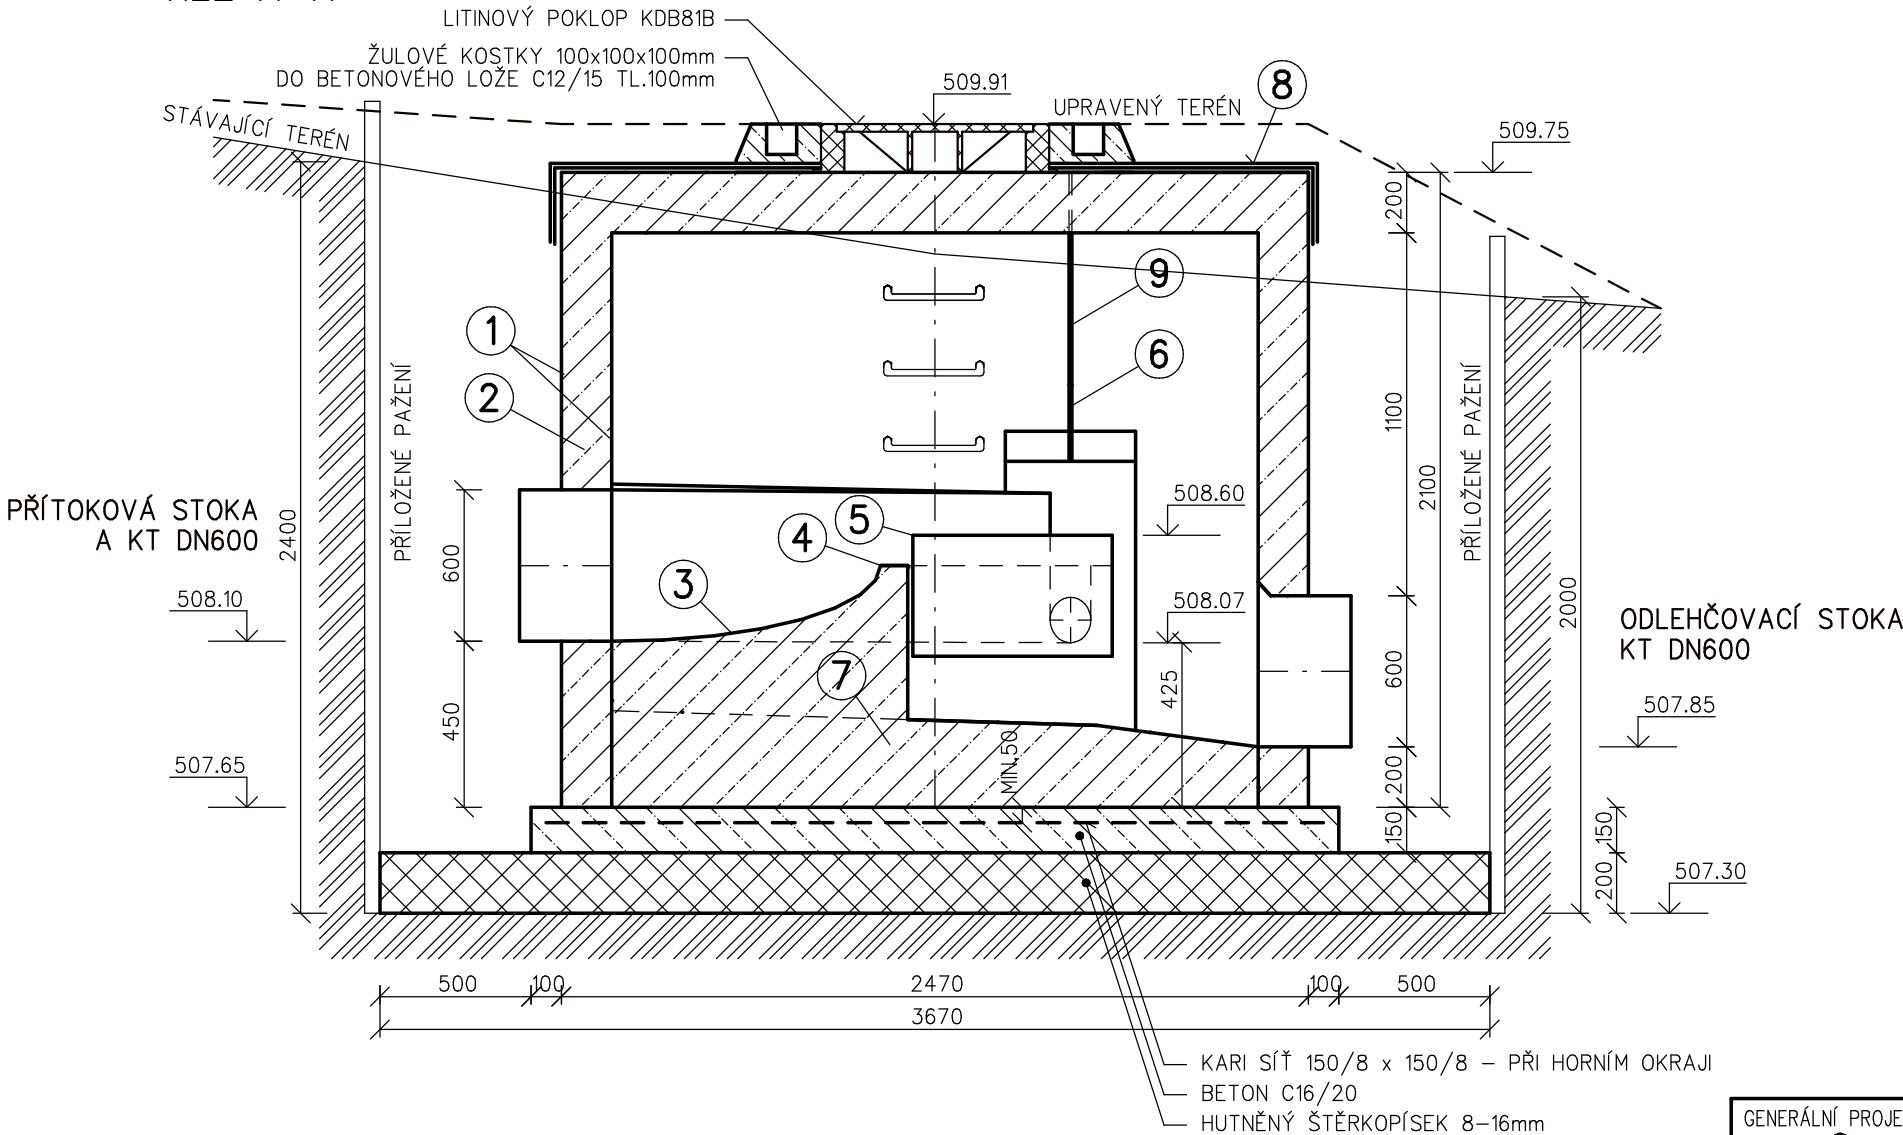 LITINOVÝ POKLOP KDB81B
ŽULOVÉ KOSTKY 100x100x100mm
DO BETONOVÉHO LOŽE C12/15 TL.100mm
509.91
UPRAVENÝ TERÉN
8
STÁVAJÍCÍ TERÉN
509.75
200
9
1
6
2
PŘÍLOŽENÉ PAŽENÍ
1100
2100
PŘÍLOŽENÉ PAŽENÍ
PŘÍTOKOVÁ STOKA
A KT DN600
2400
600
508.60
5
4
3
508.10
508.07
2000
ODLEHČOVACÍ STOKA
KT DN600
600
7
425
450
507.85
507.65
MIN.50
200
150
150
200
507.30
500
100
2470
100
500
3670
KARI SÍŤ 150/8 x 150/8 – PŘI HORNÍM OKRAJI
BETON C16/20
HUTNĚNÝ ŠTĚRKOPÍSEK 8–16mm
GENERÁLNÍ PROJE